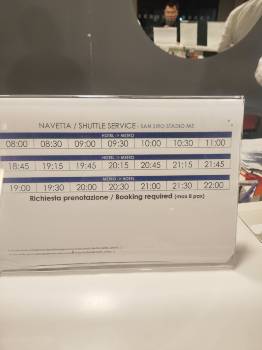 NAVETTA / SHUTTLE SERVICE - SAN SIRO STADIO M5
HOTEL -> METRO
08:00 08:30 09:00 09:30 10:00 10:30 11:00
HOTEL -> METRO
18:45 19:15 19:45 20:15 20:45 21:15 21:45
METRO -> HOTEL
19:00 19:30 20:00 20:30 21:00 21:30 22:00
Richiesta prenotazione / Booking required (max 8 pax)